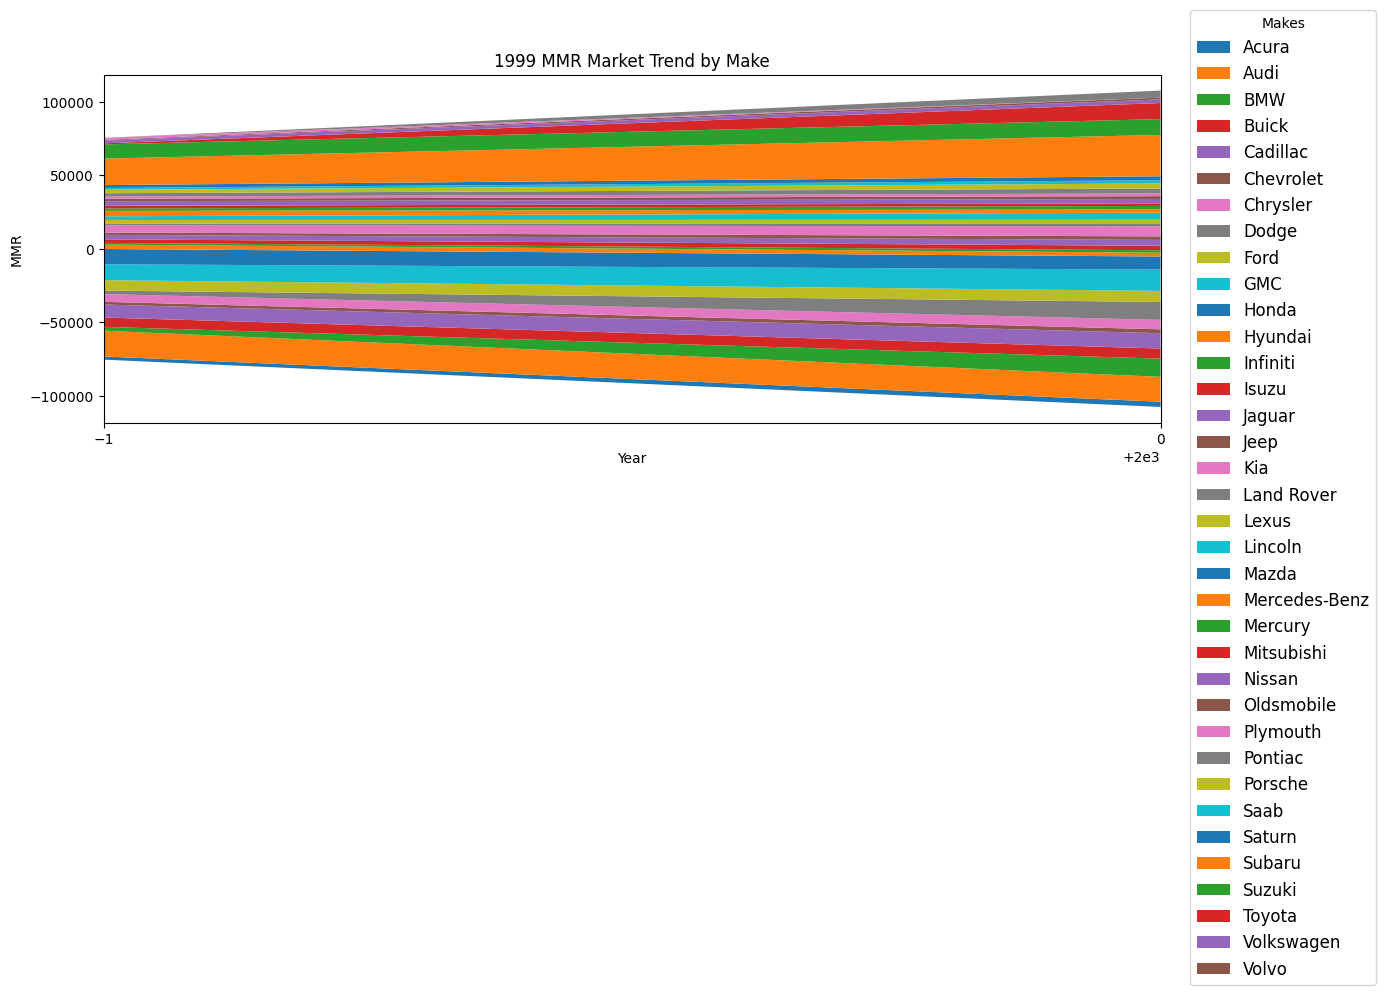 1999 MMR Market Trend by Make
MMR
100000
50000
0
−50000
−100000
−1
0
+2e3
Year
Makes
Acura
Audi
BMW
Buick
Cadillac
Chevrolet
Chrysler
Dodge
Ford
GMC
Honda
Hyundai
Infiniti
Isuzu
Jaguar
Jeep
Kia
Land Rover
Lexus
Lincoln
Mazda
Mercedes-Benz
Mercury
Mitsubishi
Nissan
Oldsmobile
Plymouth
Pontiac
Porsche
Saab
Saturn
Subaru
Suzuki
Toyota
Volkswagen
Volvo